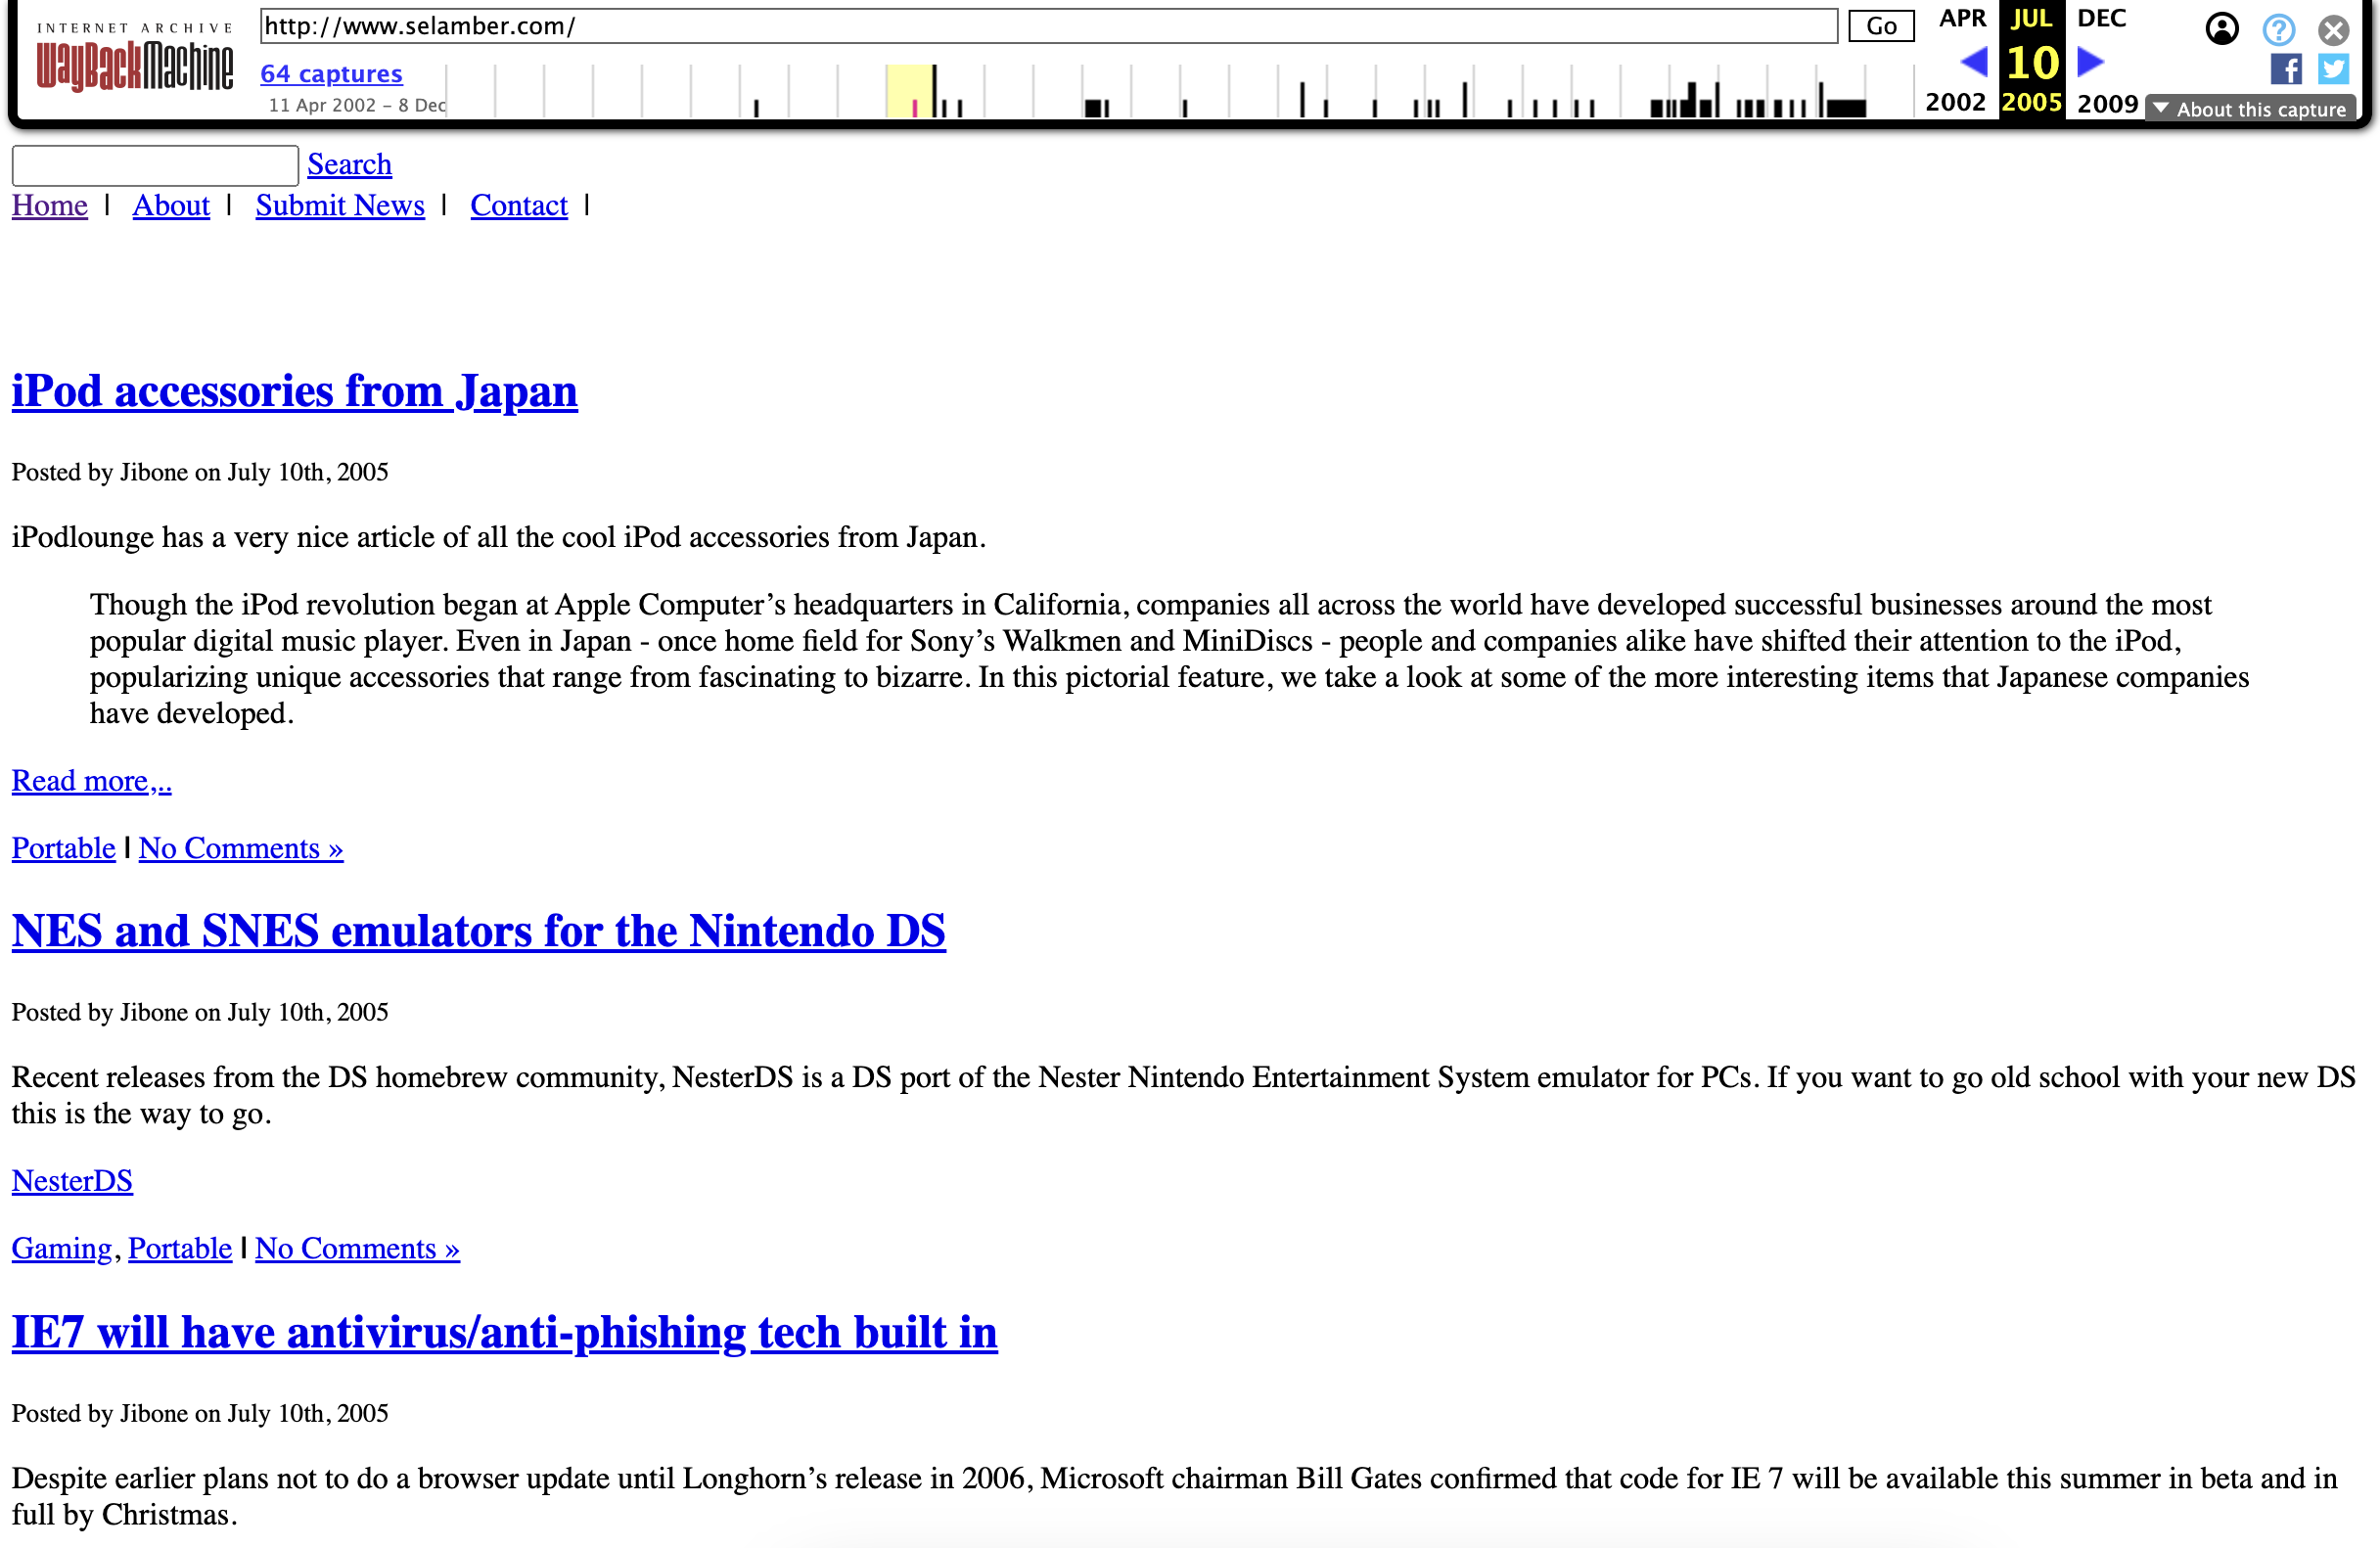 INTERNET ARCHIVE
WayBackMachine
http://www.selamber.com/
Go
64 captures
11 Apr 2002 – 8 Dec
APR JUL DEC
10
2002 2005 2009
About this capture
Search
Home | About | Submit News | Contact |
iPod accessories from Japan
Posted by Jibone on July 10th, 2005
iPodlounge has a very nice article of all the cool iPod accessories from Japan.
Though the iPod revolution began at Apple Computer’s headquarters in California, companies all across the world have developed successful businesses around the most
popular digital music player. Even in Japan - once home field for Sony’s Walkmen and MiniDiscs - people and companies alike have shifted their attention to the iPod,
popularizing unique accessories that range from fascinating to bizarre. In this pictorial feature, we take a look at some of the more interesting items that Japanese companies
have developed.
Read more,..
Portable | No Comments »
NES and SNES emulators for the Nintendo DS
Posted by Jibone on July 10th, 2005
Recent releases from the DS homebrew community, NesterDS is a DS port of the Nester Nintendo Entertainment System emulator for PCs. If you want to go old school with your new DS
this is the way to go.
NesterDS
Gaming, Portable | No Comments »
IE7 will have antivirus/anti-phishing tech built in
Posted by Jibone on July 10th, 2005
Despite earlier plans not to do a browser update until Longhorn’s release in 2006, Microsoft chairman Bill Gates confirmed that code for IE 7 will be available this summer in beta and in
full by Christmas.